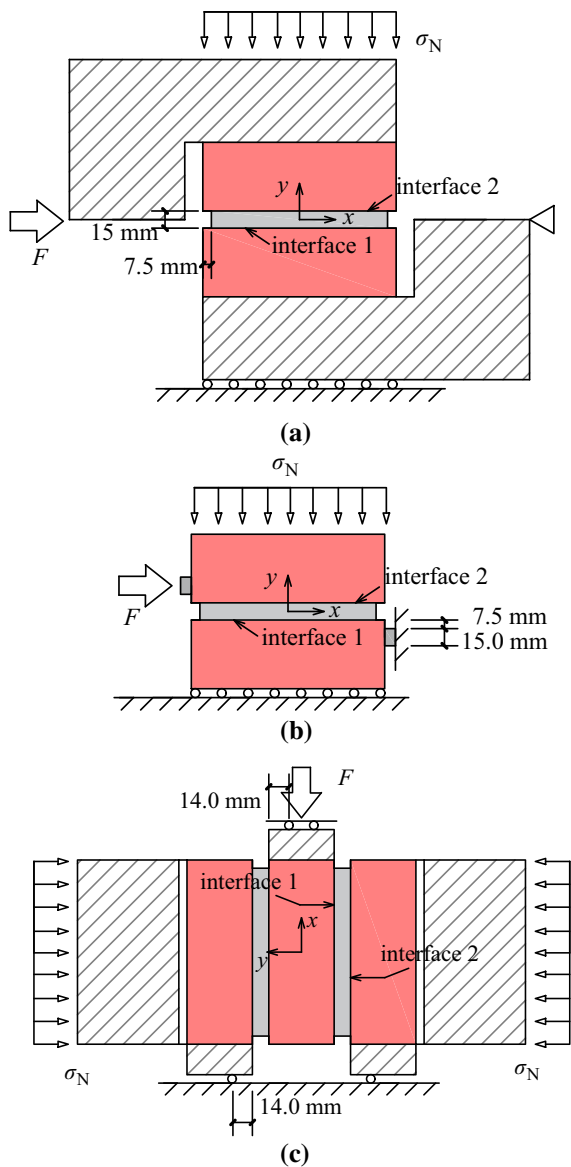 σN
y
interface 2
x
15 mm
F
interface 1
7.5 mm
(a)
σN
y
interface 2
F
x
interface 1
7.5 mm
15.0 mm
(b)
F
14.0 mm
interface 1
x
y
interface 2
σN
σN
14.0 mm
(c)